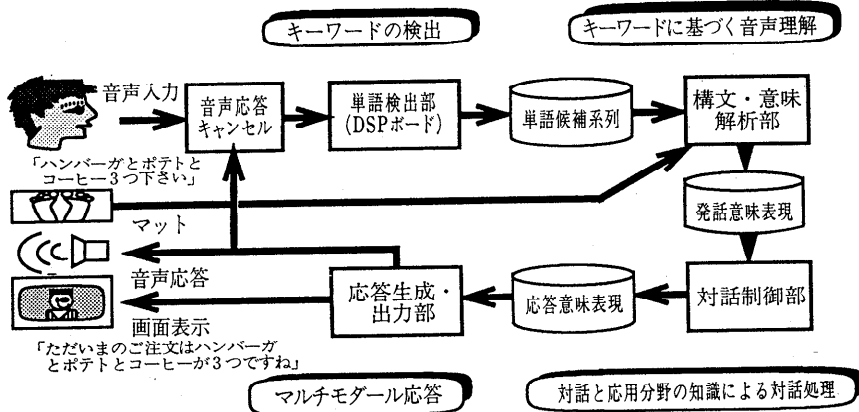 キーワードの検出
キーワードに基づく音声理解
音声入力
音声応答
キャンセル
単語検出部
(DSPボード)
単語候補系列
構文・意味
解析部
「ハンバーガとポテトと
コーヒー3つ下さい」
マット
発話意味表現
音声応答
応答生成・
出力部
応答意味表現
対話制御部
画面表示
「ただいまのご注文はハンバーガ
とポテトとコーヒーが3つですね」
マルチモダール応答
対話と応用分野の知識による対話処理